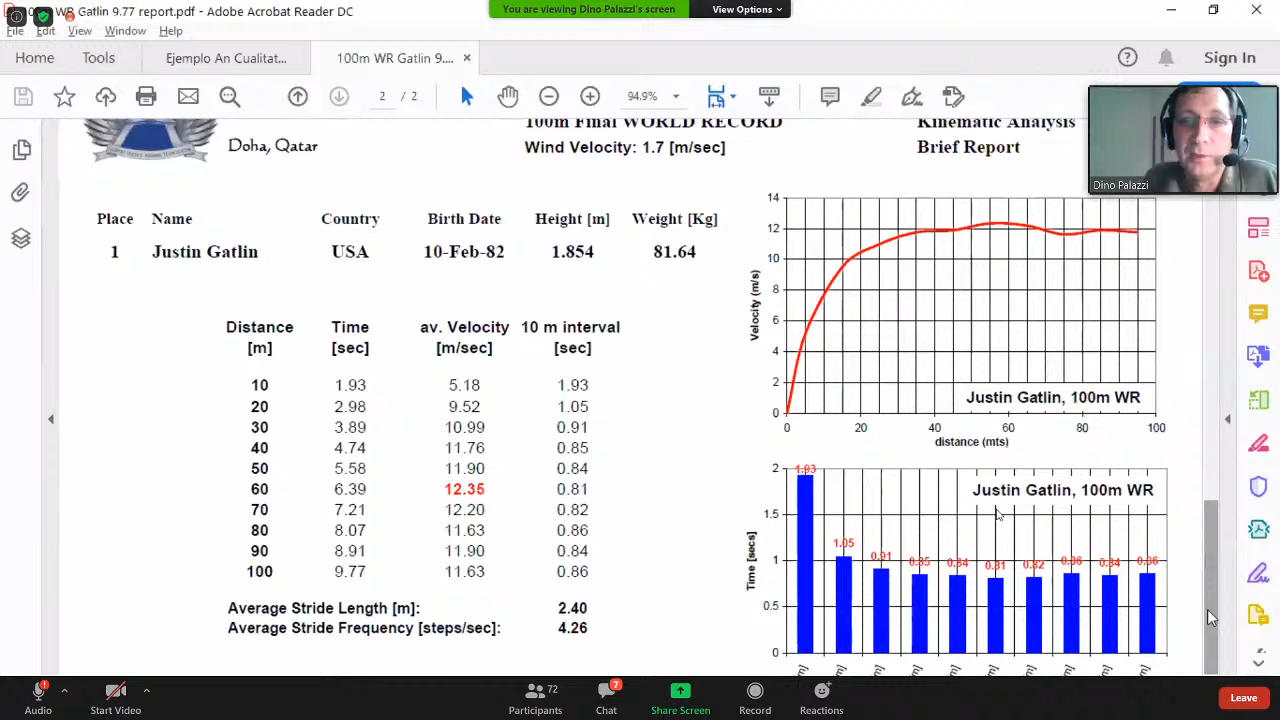 WR Gatlin 9.77 report.pdf - Adobe Acrobat Reader DC
You are viewing Dino Palazzi's screen
View Options
File Edit View Window Help
Home Tools Ejemplo An Cualitat... 100m WR Gatlin 9.... Sign In
2 / 2 94.9%
Doha, Qatar
100m Final WORLD RECORD
Wind Velocity: 1.7 [m/sec]
Kinematic Analysis
Brief Report
Dino Palazzi
Place Name Country Birth Date Height [m] Weight [Kg]
1 Justin Gatlin USA 10-Feb-82 1.854 81.64
Distance Time av. Velocity 10 m interval
[m] [sec] [m/sec] [sec]
10 1.93 5.18 1.93
20 2.98 9.52 1.05
30 3.89 10.99 0.91
40 4.74 11.76 0.85
50 5.58 11.90 0.84
60 6.39 12.35 0.81
70 7.21 12.20 0.82
80 8.07 11.63 0.86
90 8.91 11.90 0.84
100 9.77 11.63 0.86
Average Stride Length [m]: 2.40
Average Stride Frequency [steps/sec]: 4.26
14
12
10
8
6
4
2
0
Velocity (m/s)
Justin Gatlin, 100m WR
0 20 40 60 80 100
distance (mts)
2
1.5
1
0.5
0
Time [secs]
Justin Gatlin, 100m WR
1.93 1.05 0.91 0.85 0.84 0.81 0.82 0.86 0.84 0.86
Audio Start Video Participants 72 Chat 7 Share Screen Record Reactions Leave